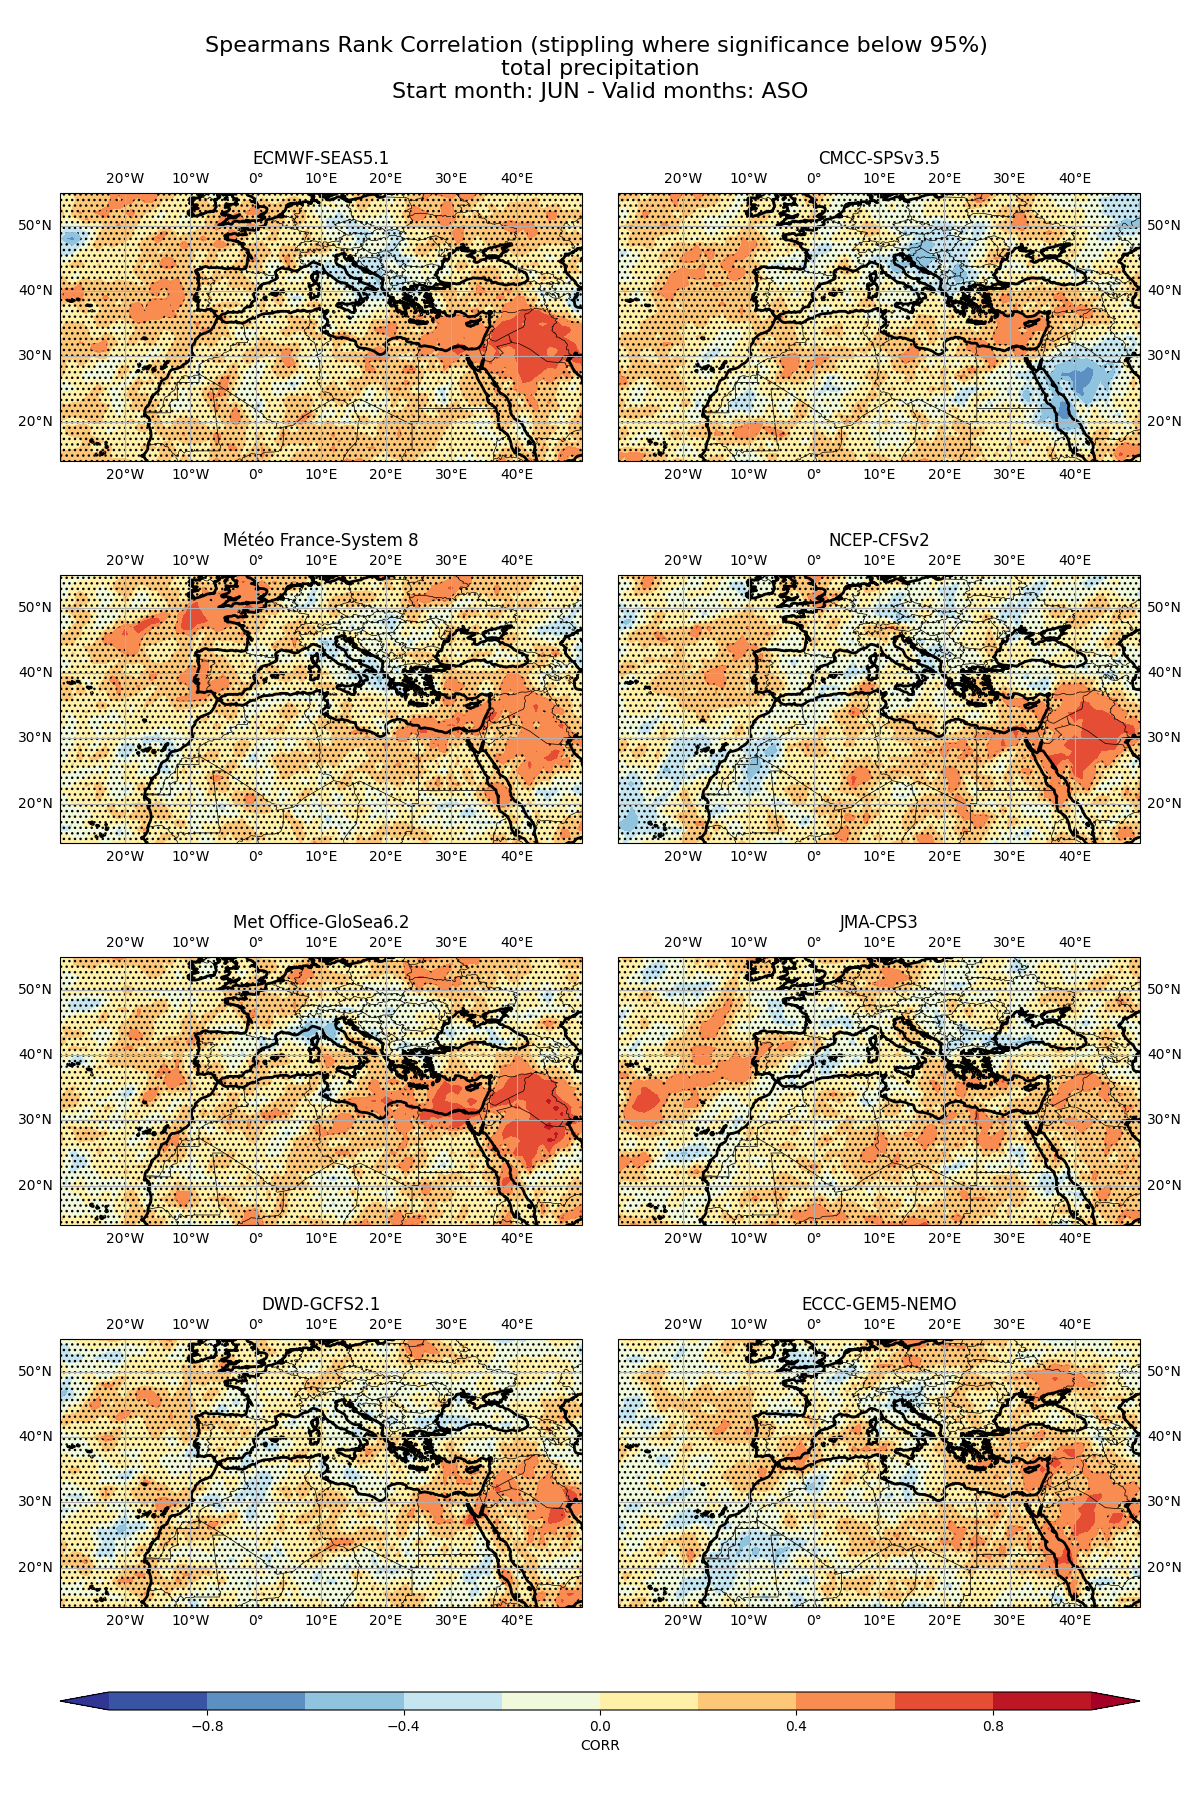 Spearmans Rank Correlation (stippling where significance below 95%)
total precipitation
Start month: JUN - Valid months: ASO
ECMWF-SEAS5.1
CMCC-SPSv3.5
20°W 10°W 0° 10°E 20°E 30°E 40°E
20°W 10°W 0° 10°E 20°E 30°E 40°E
50°N
50°N
40°N
40°N
30°N
30°N
20°N
20°N
20°W 10°W 0° 10°E 20°E 30°E 40°E
20°W 10°W 0° 10°E 20°E 30°E 40°E
Météo France-System 8
NCEP-CFSv2
20°W 10°W 0° 10°E 20°E 30°E 40°E
20°W 10°W 0° 10°E 20°E 30°E 40°E
50°N
50°N
40°N
40°N
30°N
30°N
20°N
20°N
20°W 10°W 0° 10°E 20°E 30°E 40°E
20°W 10°W 0° 10°E 20°E 30°E 40°E
Met Office-GloSea6.2
JMA-CPS3
20°W 10°W 0° 10°E 20°E 30°E 40°E
20°W 10°W 0° 10°E 20°E 30°E 40°E
50°N
50°N
40°N
40°N
30°N
30°N
20°N
20°N
20°W 10°W 0° 10°E 20°E 30°E 40°E
20°W 10°W 0° 10°E 20°E 30°E 40°E
DWD-GCFS2.1
ECCC-GEM5-NEMO
20°W 10°W 0° 10°E 20°E 30°E 40°E
20°W 10°W 0° 10°E 20°E 30°E 40°E
50°N
50°N
40°N
40°N
30°N
30°N
20°N
20°N
20°W 10°W 0° 10°E 20°E 30°E 40°E
20°W 10°W 0° 10°E 20°E 30°E 40°E
−0.8 −0.4 0.0 0.4 0.8
CORR